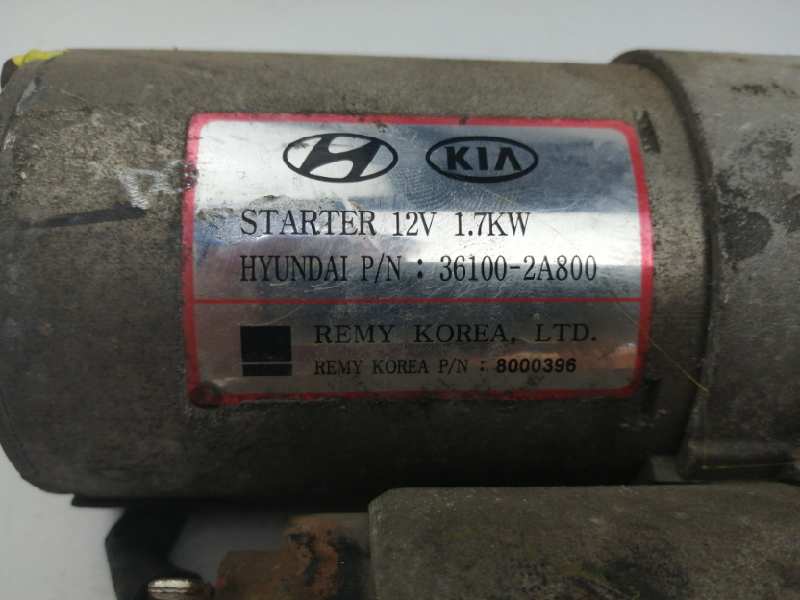 KIA
STARTER 12V 1.7KW
HYUNDAI P/N : 36100-2A800
REMY KOREA, LTD.
REMY KOREA P/N : 8000396